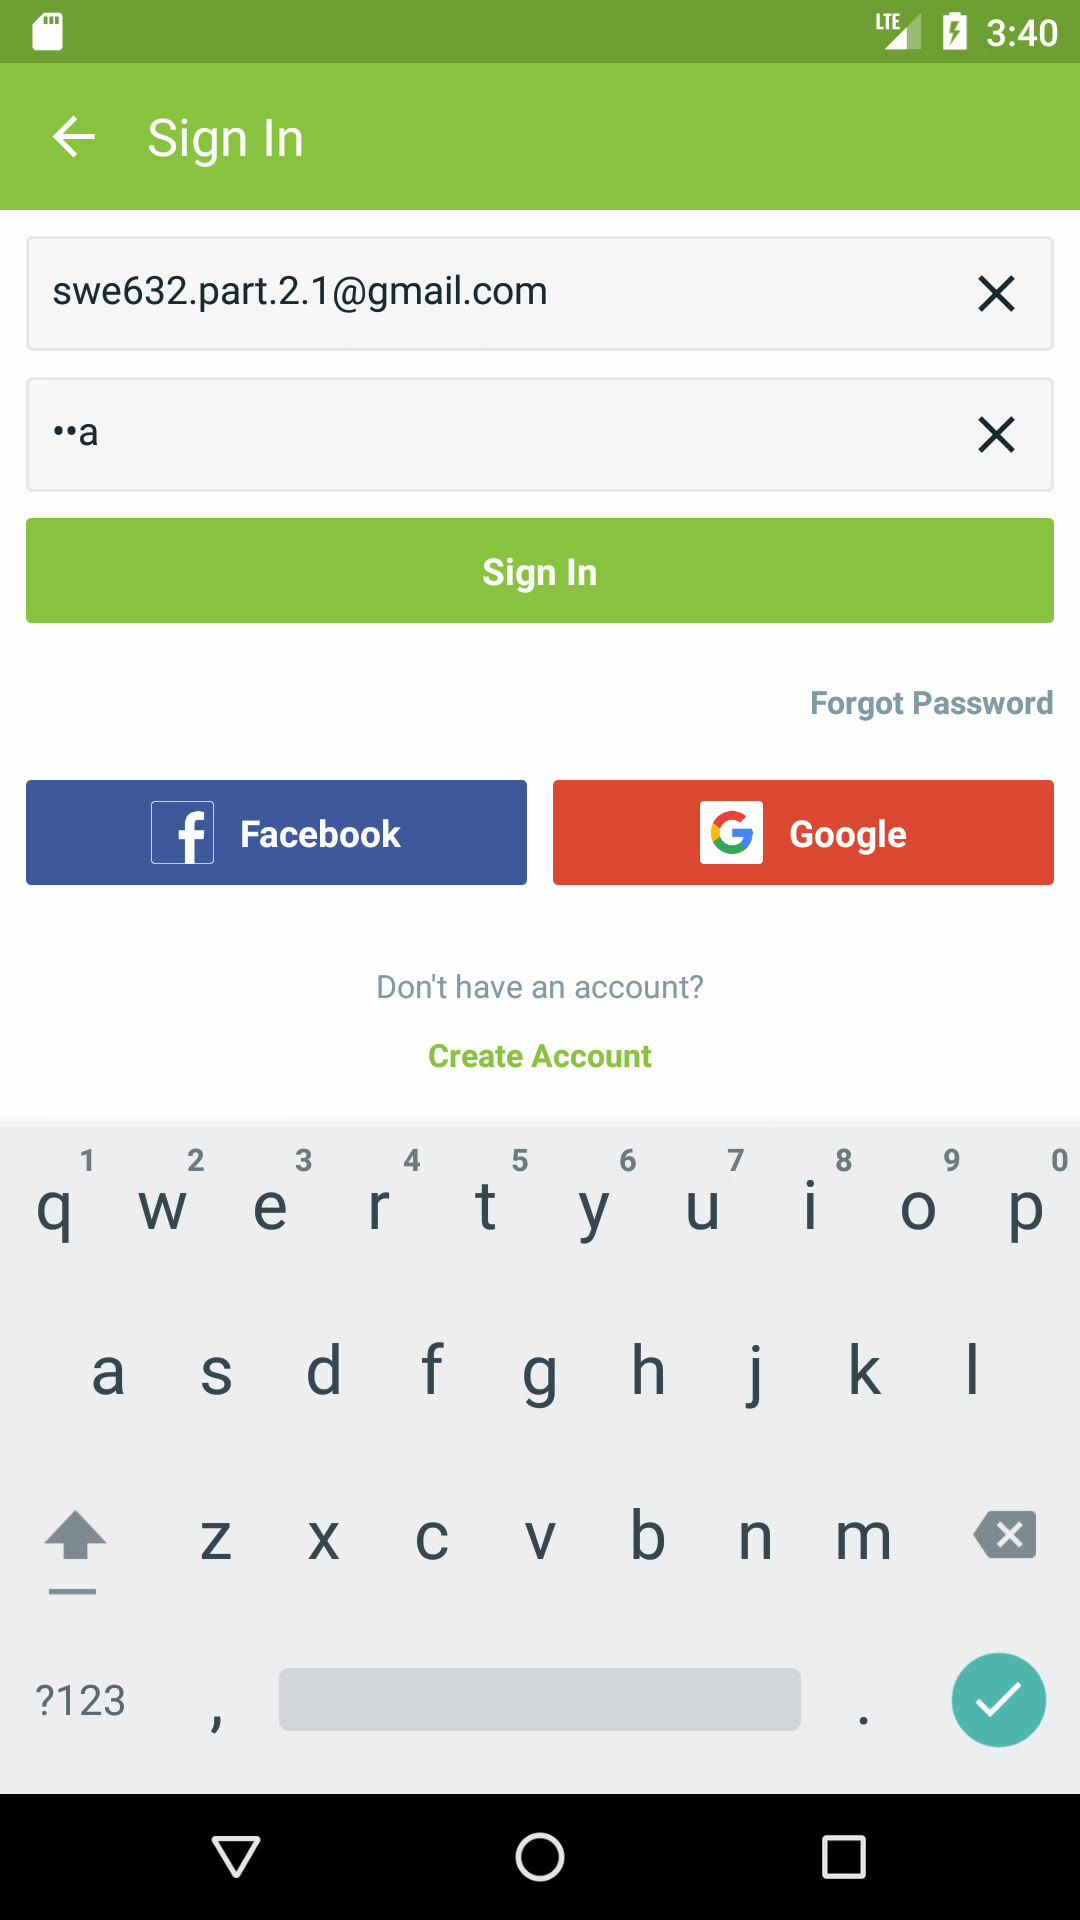 LTE 3:40
Sign In
swe632.part.2.1@gmail.com
••a
Sign In
Forgot Password
Facebook Google
Don't have an account?
Create Account
1 2 3 4 5 6 7 8 9 0
q w e r t y u i o p
a s d f g h j k l
z x c v b n m
?123 , .